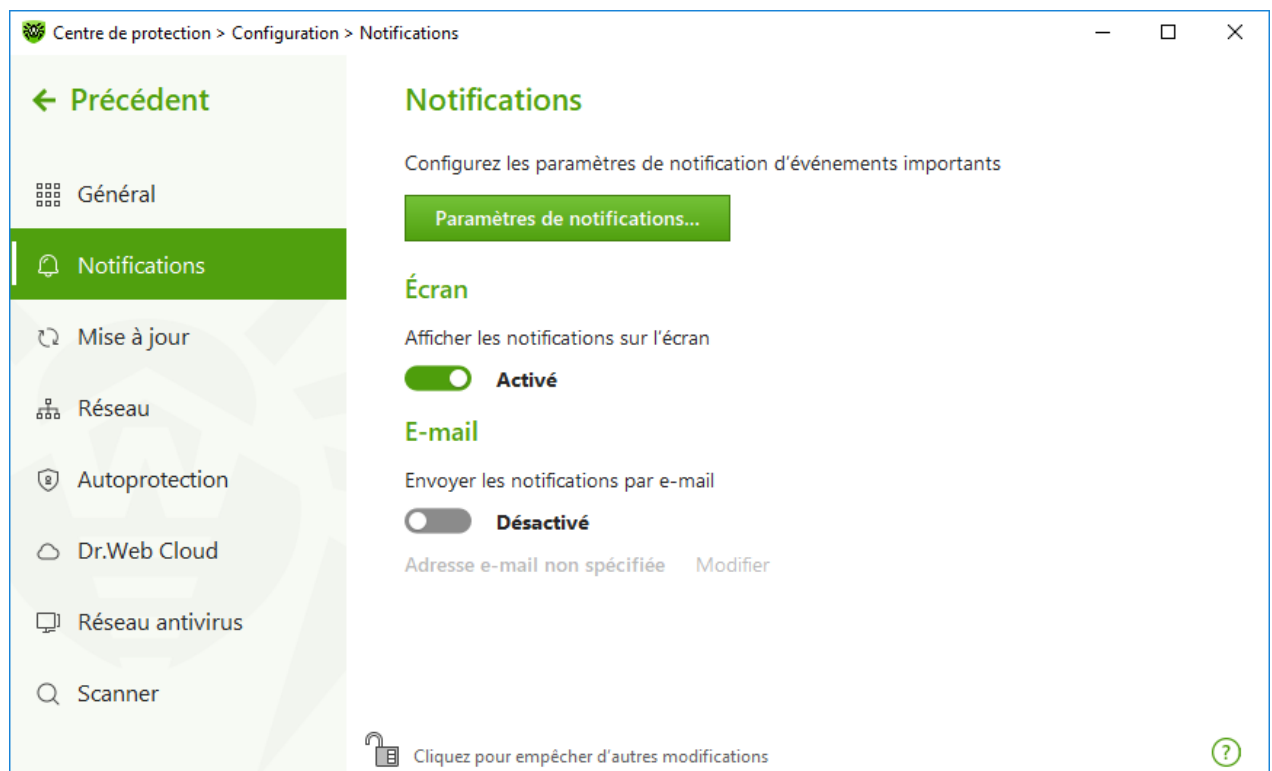 Centre de protection > Configuration > Notifications
Précédent
Général
Notifications
Mise à jour
Réseau
Autoprotection
Dr.Web Cloud
Réseau antivirus
Scanner
Notifications
Configurez les paramètres de notification d'événements importants
Paramètres de notifications...
Écran
Afficher les notifications sur l'écran
Activé
E-mail
Envoyer les notifications par e-mail
Désactivé
Adresse e-mail non spécifiée Modifier
Cliquez pour empêcher d'autres modifications
?